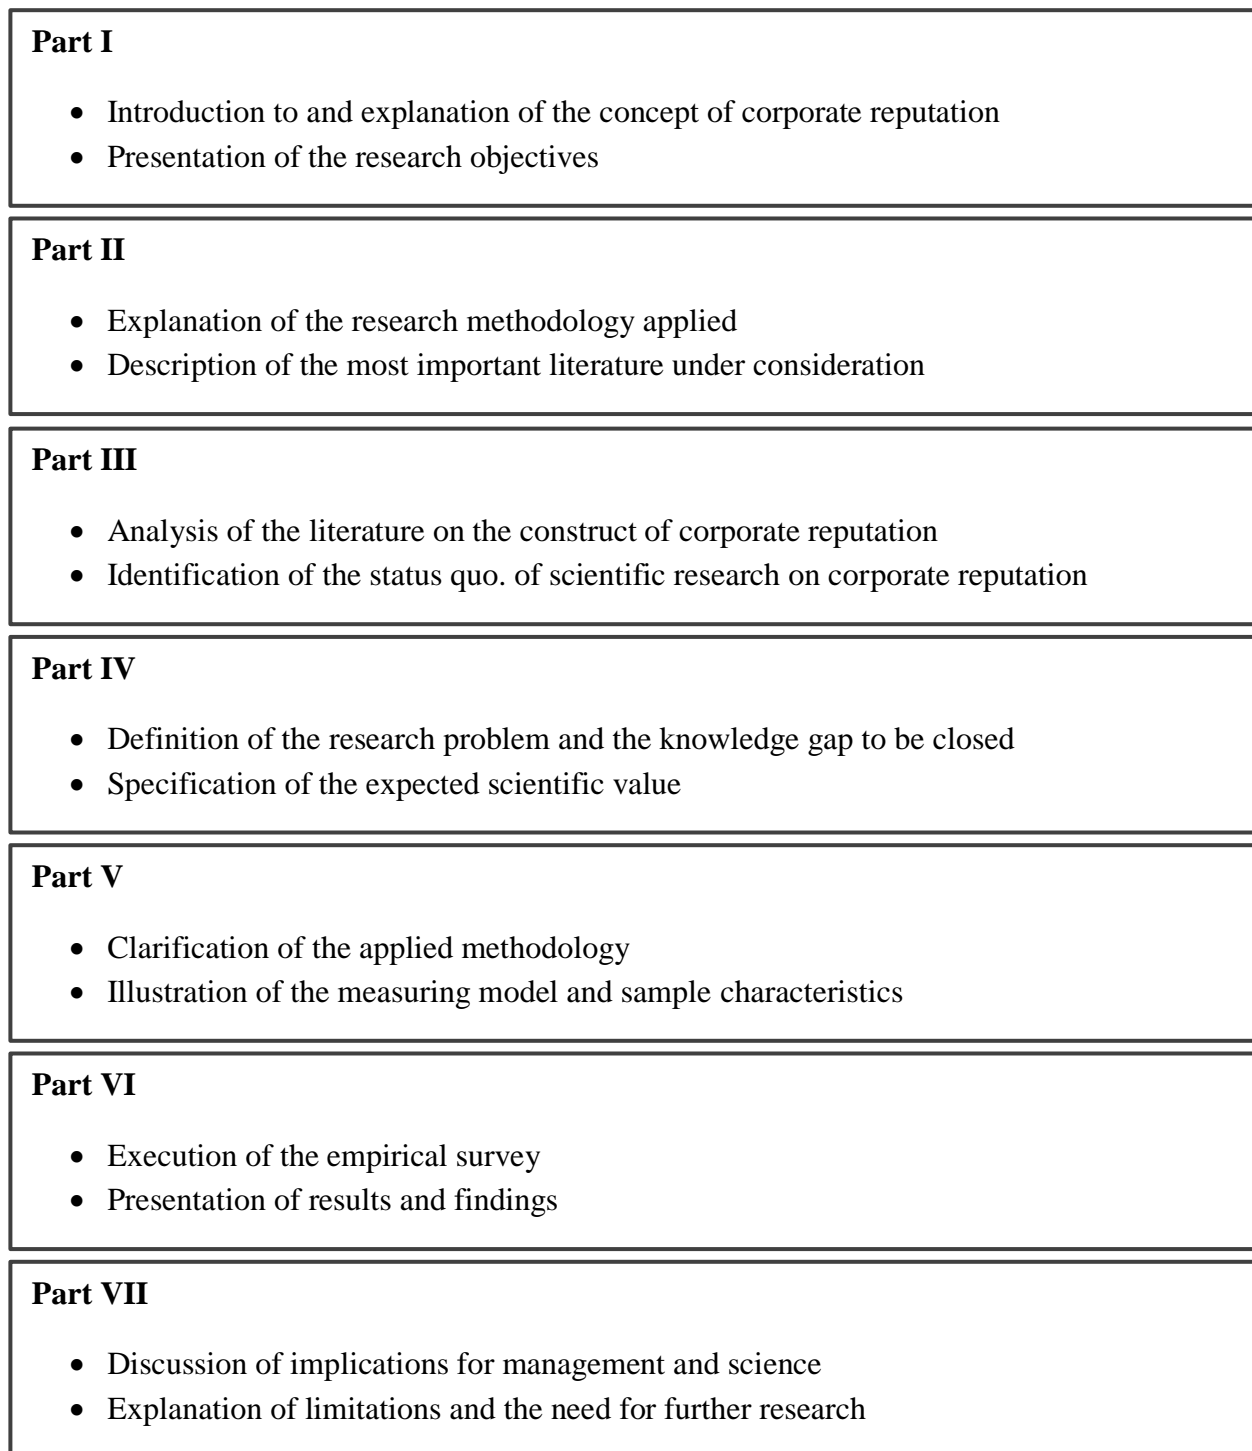 Part I
• Introduction to and explanation of the concept of corporate reputation
• Presentation of the research objectives
Part II
• Explanation of the research methodology applied
• Description of the most important literature under consideration
Part III
• Analysis of the literature on the construct of corporate reputation
• Identification of the status quo. of scientific research on corporate reputation
Part IV
• Definition of the research problem and the knowledge gap to be closed
• Specification of the expected scientific value
Part V
• Clarification of the applied methodology
• Illustration of the measuring model and sample characteristics
Part VI
• Execution of the empirical survey
• Presentation of results and findings
Part VII
• Discussion of implications for management and science
• Explanation of limitations and the need for further research